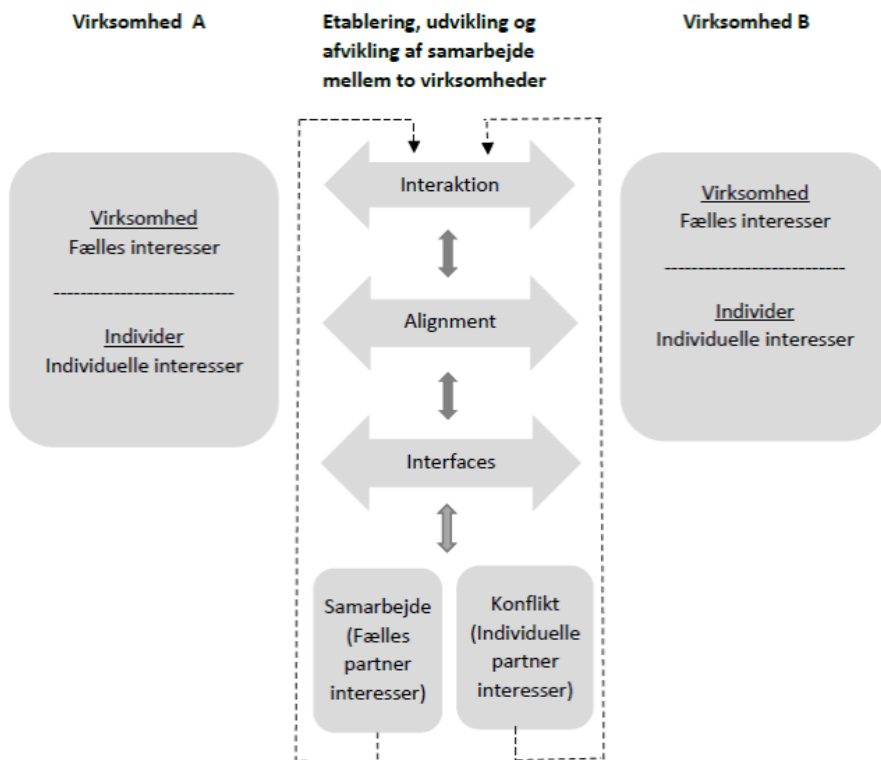 Virksomhed A
Etablering, udvikling og
afvikling af samarbejde
mellem to virksomheder
Virksomhed B
Virksomhed
Fælles interesser
Individer
Individuelle interesser
Interaktion
Alignment
Interfaces
Samarbejde
(Fælles
partner
interesser)
Konflikt
(Individuelle
partner
interesser)
Virksomhed
Fælles interesser
Individer
Individuelle interesser